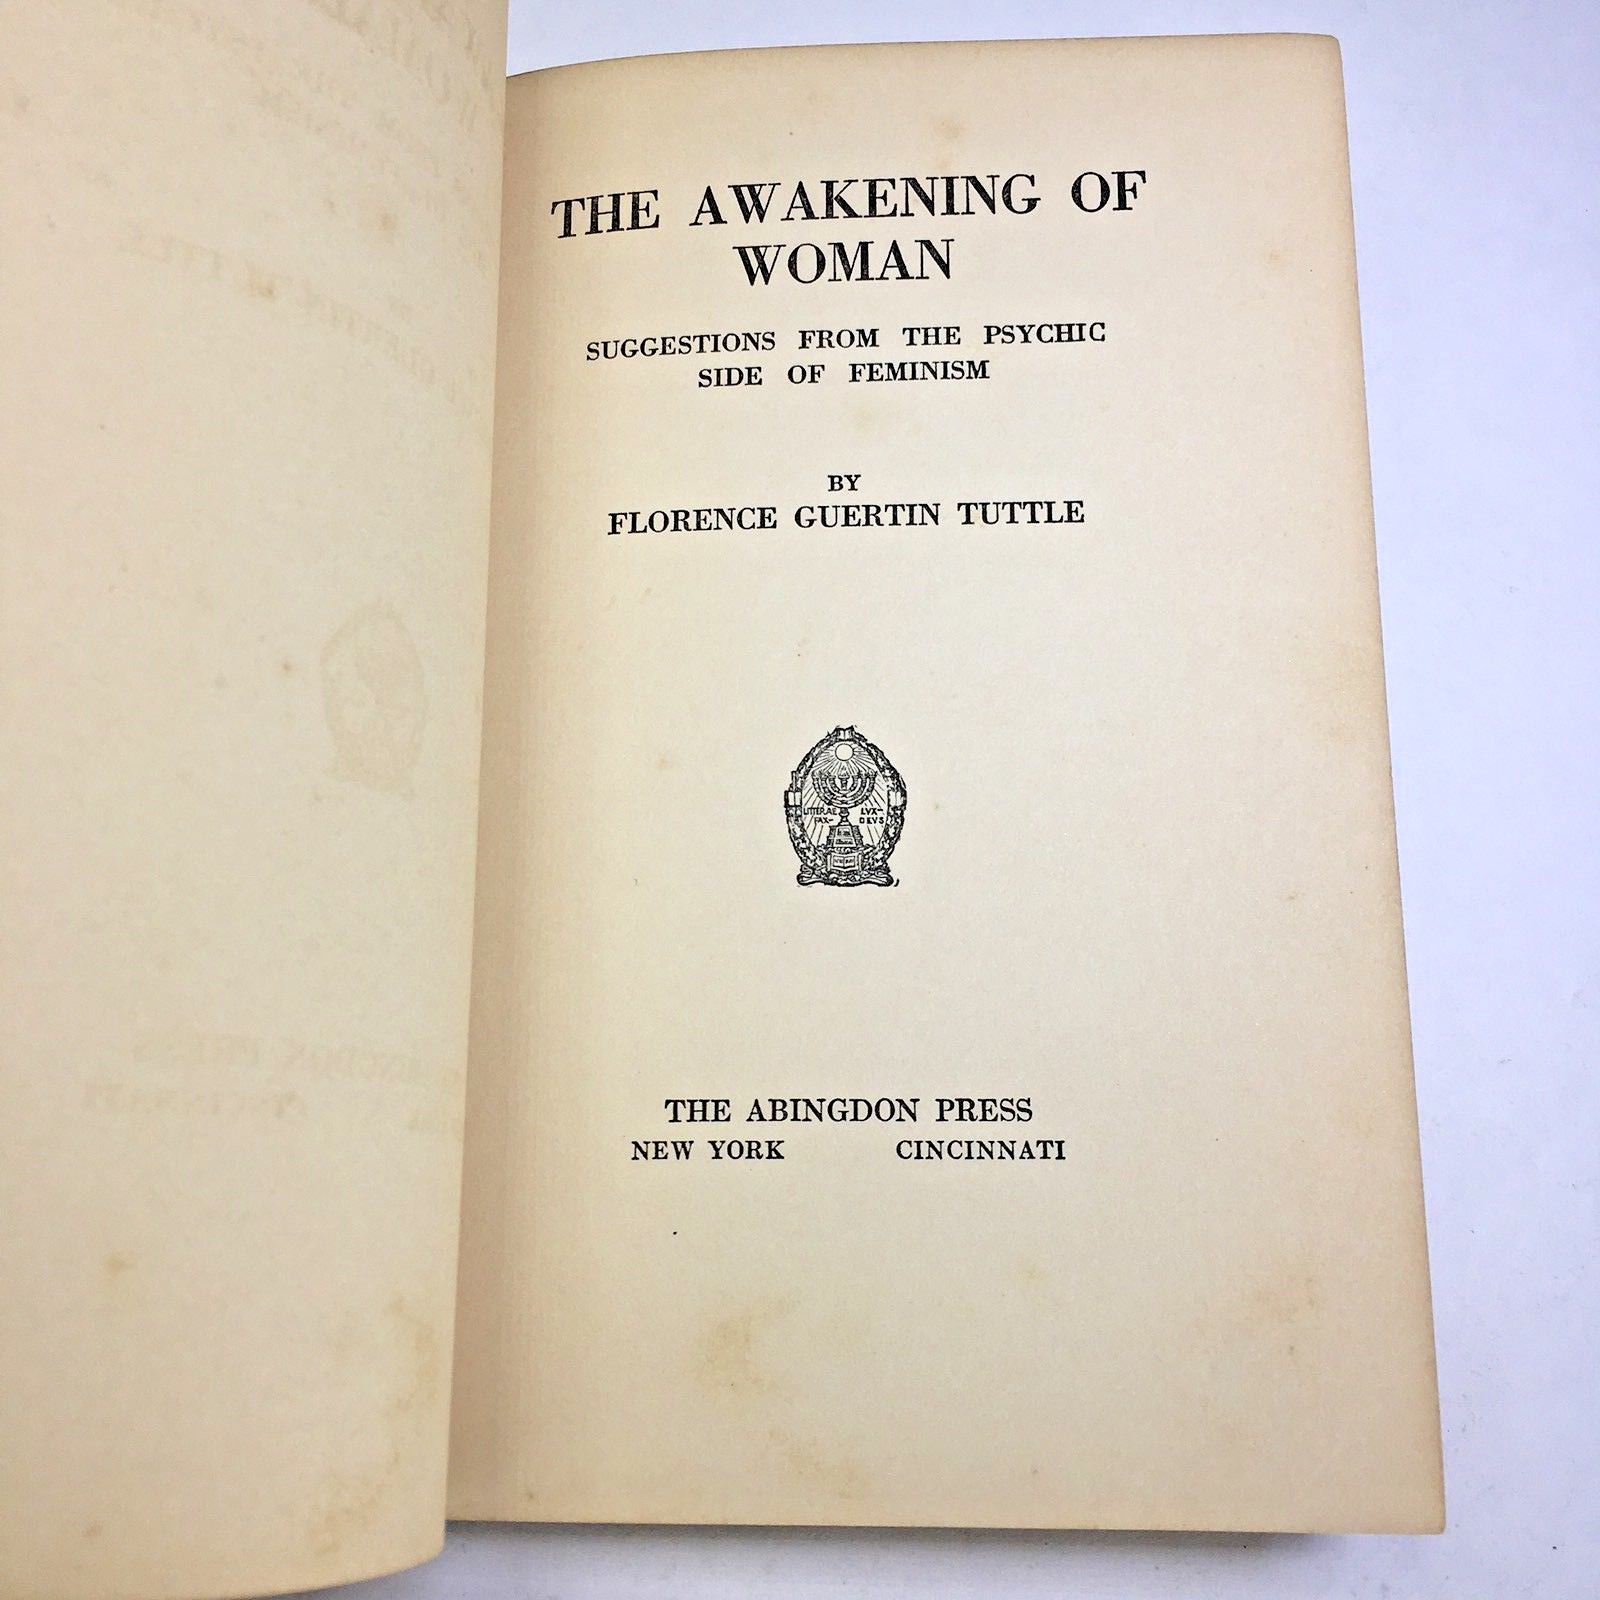 THE AWAKENING OF
WOMAN
SUGGESTIONS FROM THE PSYCHIC
SIDE OF FEMINISM
BY
FLORENCE GUERTIN TUTTLE
LITTERAE LVX-
FAX- DEVS
THE ABINGDON PRESS
NEW YORK CINCINNATI